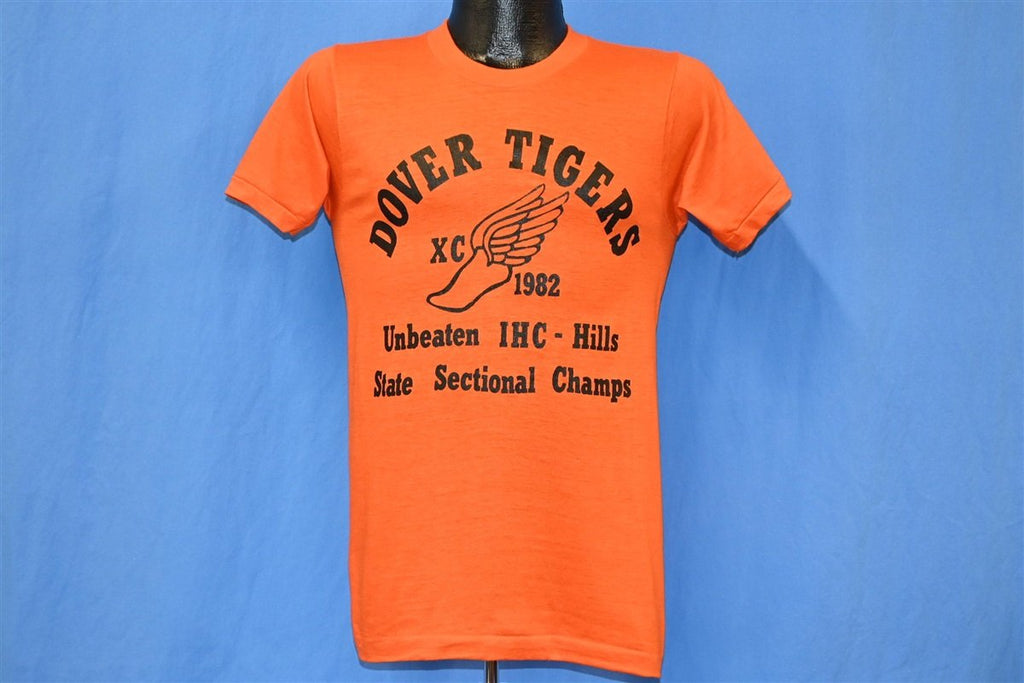 DOVER TIGERS
XC
1982
Unbeaten IHC - Hills
State Sectional Champs